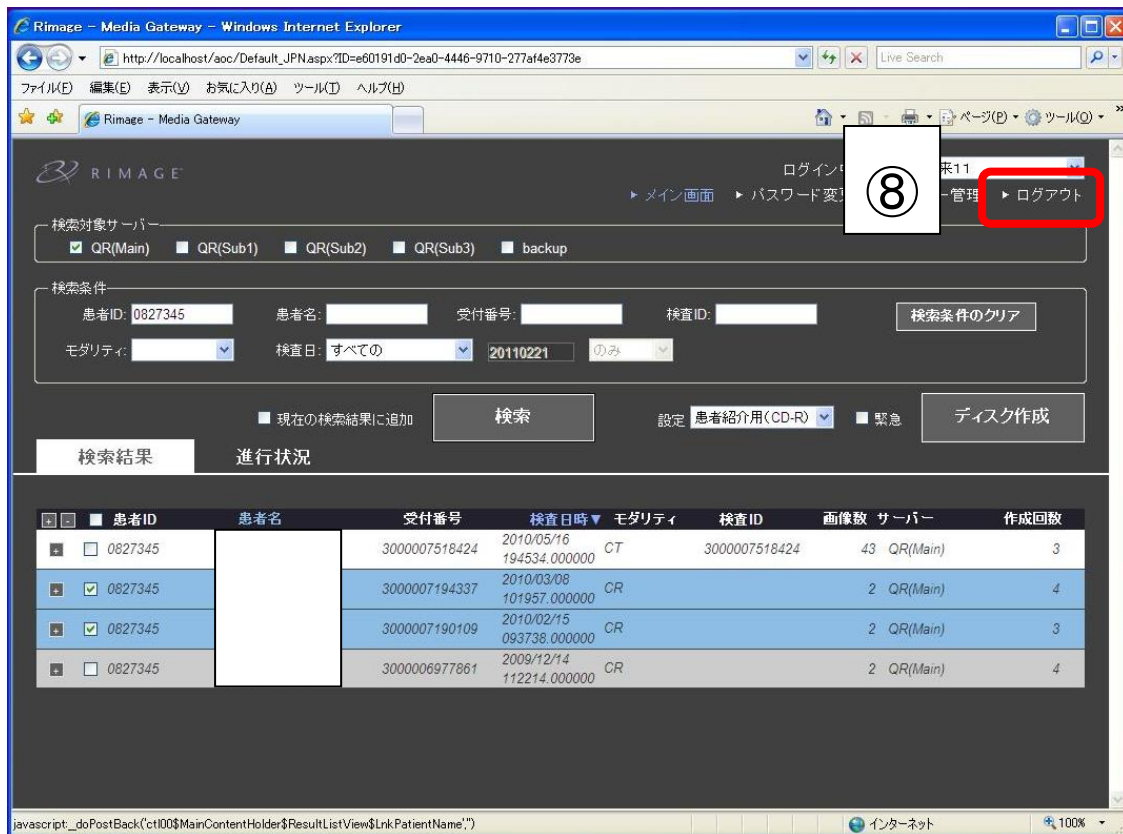 Rimage - Media Gateway - Windows Internet Explorer
http://localhost/aoc/Default_JPN.aspx?ID=e60191d0-2ea0-4446-9710-277af4e3773e
Live Search
ファイル(F) 編集(E) 表示(V) お気に入り(A) ツール(T) ヘルプ(H)
Rimage - Media Gateway
ページ(P) ツール(O)
RIMAGE
ログイン 来11
⑧
メイン画面 パスワード変 ー管理 ログアウト
検索対象サーバー
QR(Main) QR(Sub1) QR(Sub2) QR(Sub3) backup
検索条件
患者ID: 0827345 患者名: 受付番号: 検査ID: 検索条件のクリア
モダリティ: 検査日: すべての 20110221 のみ
現在の検索結果に追加 検索 設定 患者紹介用(CD-R) 緊急 ディスク作成
検索結果 進行状況
患者ID 患者名 受付番号 検査日時▼ モダリティ 検査ID 画像数 サーバー 作成回数
0827345 3000007518424 2010/05/16 194534.000000 CT 3000007518424 43 QR(Main) 3
0827345 3000007194337 2010/03/08 101957.000000 CR 2 QR(Main) 4
0827345 3000007190109 2010/02/15 093738.000000 CR 2 QR(Main) 3
0827345 3000006977861 2009/12/14 112214.000000 CR 2 QR(Main) 4
javascript:__doPostBack('ctl00$MainContentHolder$ResultListView$LnkPatientName','') インターネット 100%